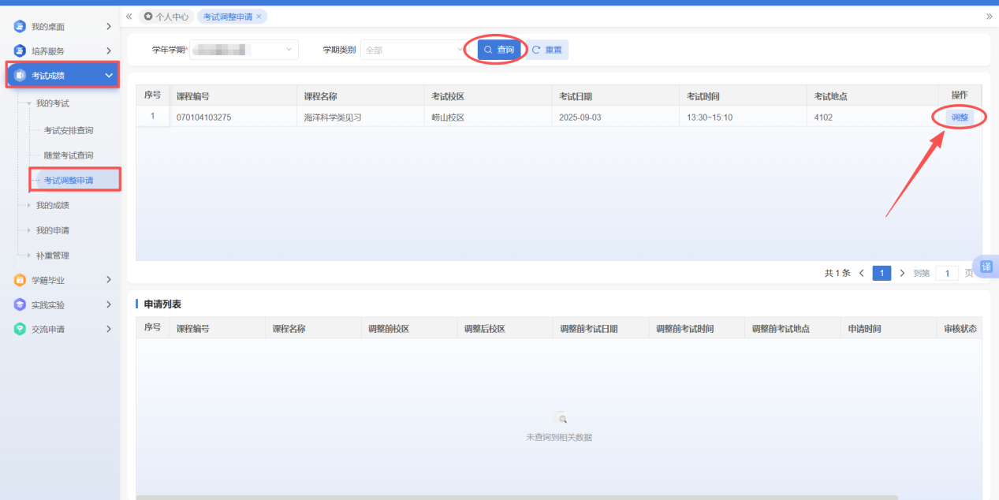 个人中心 考试调整申请 ×
我的桌面
培养服务
考试成绩
我的考试
考试安排查询
随堂考试查询
考试调整申请
我的成绩
我的申请
补重管理
学籍毕业
实践实验
交流申请
学年学期* 学期类别 全部 查询 重置
序号 课程编号 课程名称 考试校区 考试日期 考试时间 考试地点 操作
1 070104103275 海洋科学类见习 崂山校区 2025-09-03 13:30~15:10 4102 调整
共 1 条 1 到第 1 页
译
申请列表
序号 课程编号 课程名称 调整前校区 调整后校区 调整前考试日期 调整前考试时间 调整前考试地点 申请时间 审核状态
未查询到相关数据